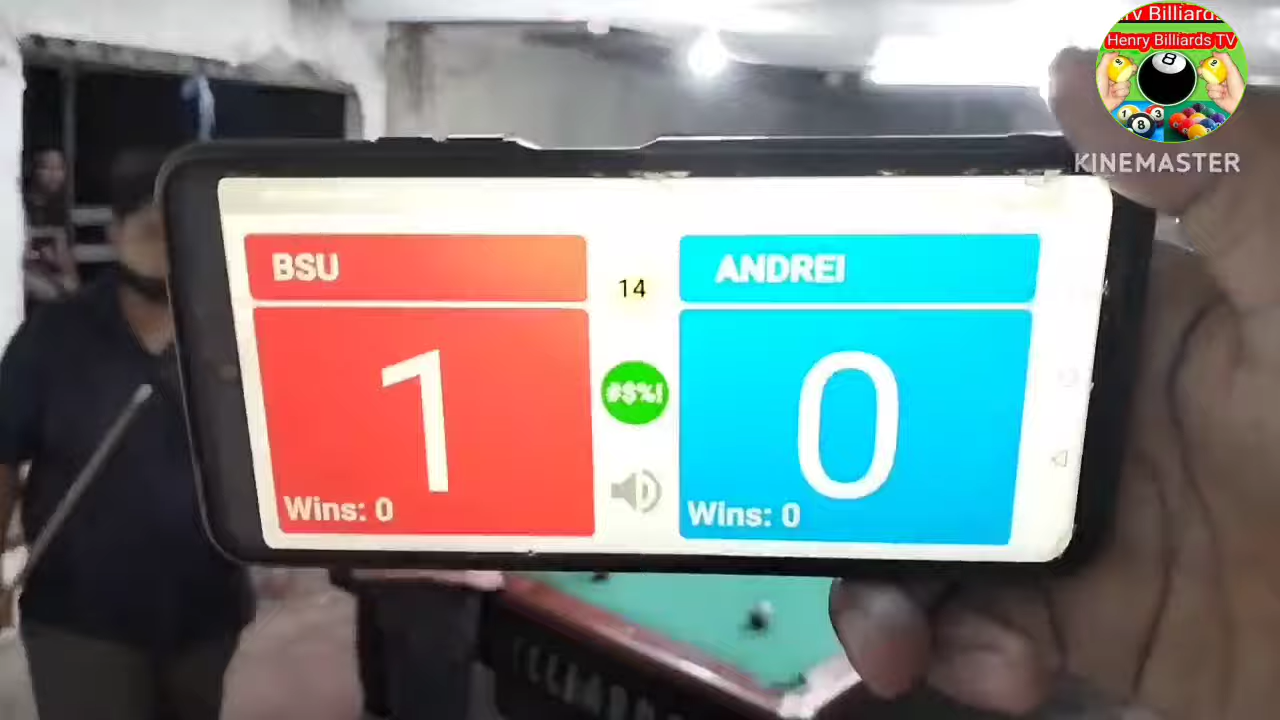 Henry Billiards TV
KINEMASTER
BSU
14
ANDREI
1
#$%!
0
Wins: 0
Wins: 0